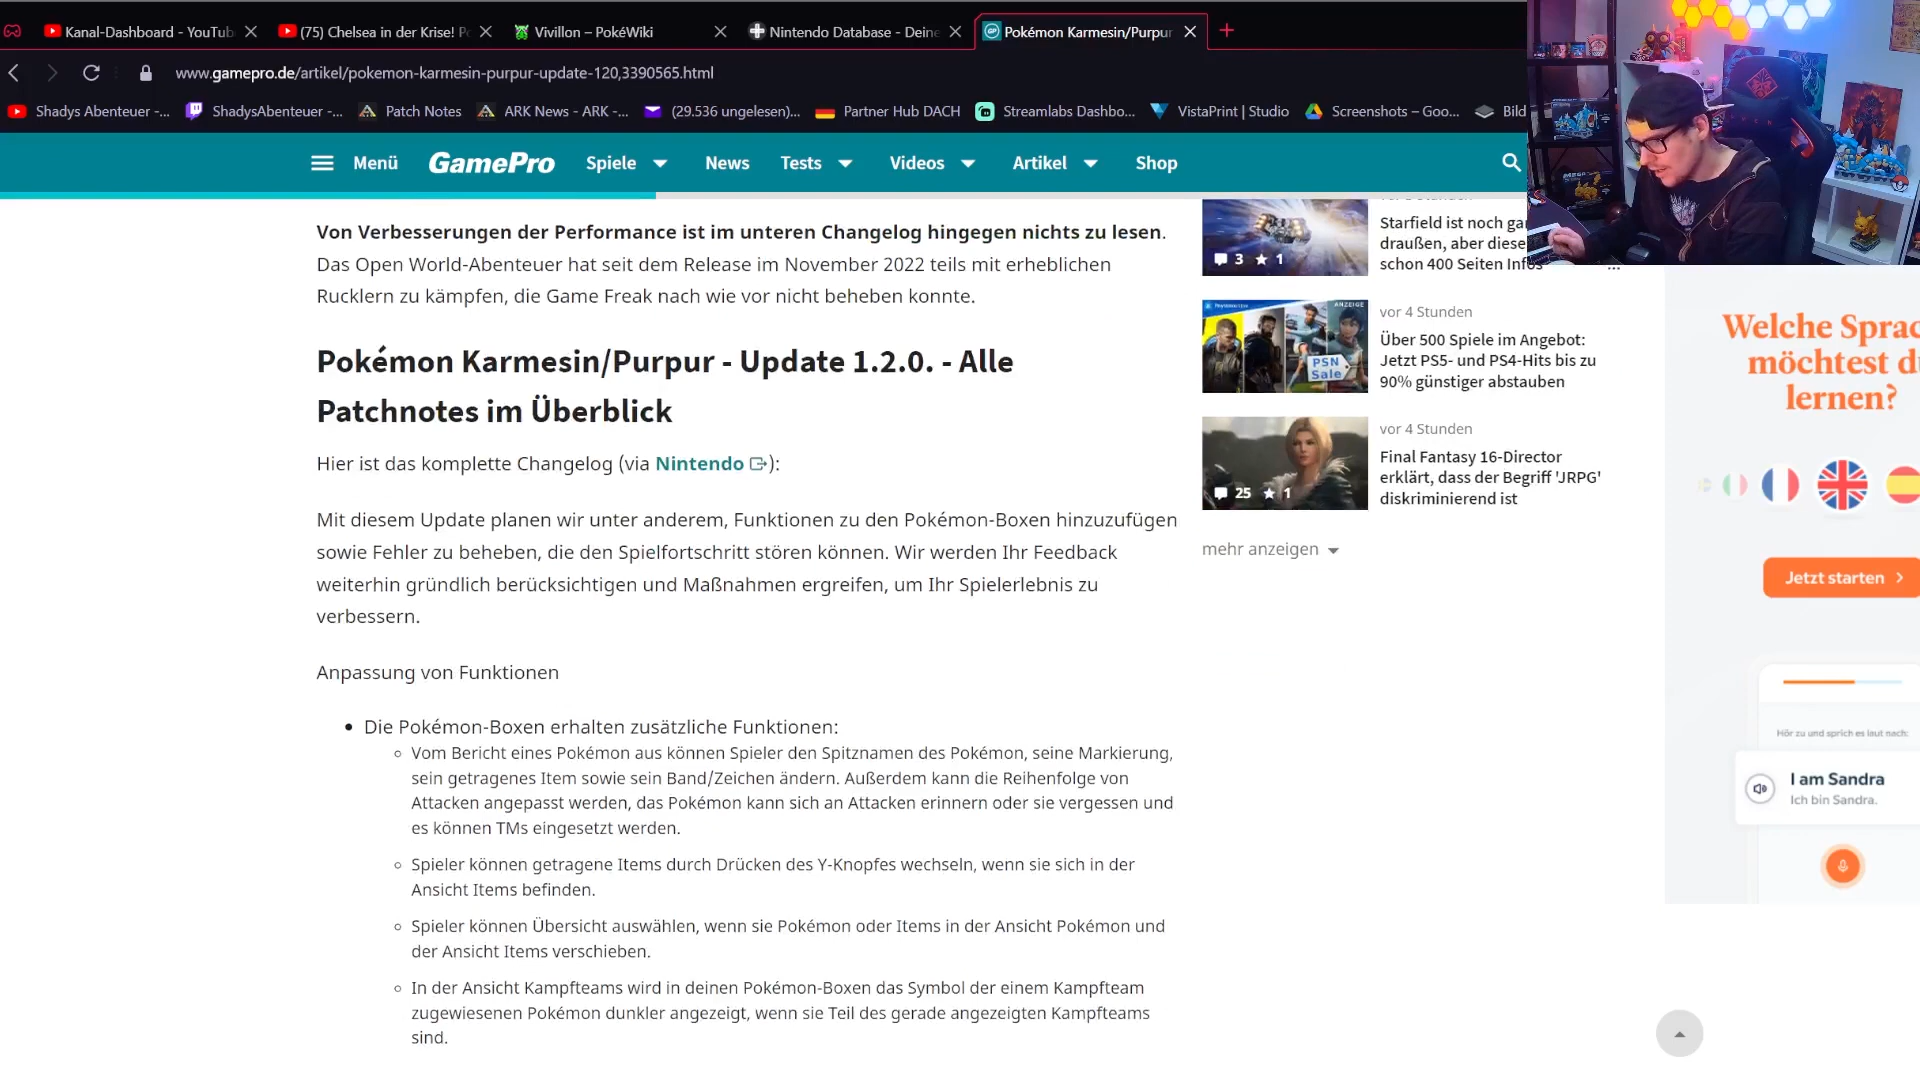 Kanal-Dashboard - YouTub
(75) Chelsea in der Krise! Po
Vivillon – PokéWiki
Nintendo Database - Deine
Pokémon Karmesin/Purpur
www.gamepro.de/artikel/pokemon-karmesin-purpur-update-120,3390565.html
Shadys Abenteuer -...
ShadysAbenteuer -...
Patch Notes
ARK News - ARK -...
(29.536 ungelesen)...
Partner Hub DACH
Streamlabs Dashbo...
VistaPrint | Studio
Screenshots – Goo...
Bild
Menü
GamePro
Spiele
News
Tests
Videos
Artikel
Shop
Von Verbesserungen der Performance ist im unteren Changelog hingegen nichts zu lesen.
Das Open World-Abenteuer hat seit dem Release im November 2022 teils mit erheblichen
Rucklern zu kämpfen, die Game Freak nach wie vor nicht beheben konnte.
Pokémon Karmesin/Purpur - Update 1.2.0. - Alle
Patchnotes im Überblick
Hier ist das komplette Changelog (via Nintendo):
Mit diesem Update planen wir unter anderem, Funktionen zu den Pokémon-Boxen hinzuzufügen
sowie Fehler zu beheben, die den Spielfortschritt stören können. Wir werden Ihr Feedback
weiterhin gründlich berücksichtigen und Maßnahmen ergreifen, um Ihr Spielerlebnis zu
verbessern.
Anpassung von Funktionen
• Die Pokémon-Boxen erhalten zusätzliche Funktionen:
◦ Vom Bericht eines Pokémon aus können Spieler den Spitznamen des Pokémon, seine Markierung,
sein getragenes Item sowie sein Band/Zeichen ändern. Außerdem kann die Reihenfolge von
Attacken angepasst werden, das Pokémon kann sich an Attacken erinnern oder sie vergessen und
es können TMs eingesetzt werden.
◦ Spieler können getragene Items durch Drücken des Y-Knopfes wechseln, wenn sie sich in der
Ansicht Items befinden.
◦ Spieler können Übersicht auswählen, wenn sie Pokémon oder Items in der Ansicht Pokémon und
der Ansicht Items verschieben.
◦ In der Ansicht Kampfteams wird in deinen Pokémon-Boxen das Symbol der einem Kampfteam
zugewiesenen Pokémon dunkler angezeigt, wenn sie Teil des gerade angezeigten Kampfteams
sind.
3 1
Starfield ist noch ga
draußen, aber diese
schon 400 Seiten Infos ...
ANZEIGE
PSN
Sale
vor 4 Stunden
Über 500 Spiele im Angebot:
Jetzt PS5- und PS4-Hits bis zu
90% günstiger abstauben
25 1
vor 4 Stunden
Final Fantasy 16-Director
erklärt, dass der Begriff 'JRPG'
diskriminierend ist
mehr anzeigen
Welche Sprac
möchtest du
lernen?
Jetzt starten
Hör zu und sprich es laut nach:
I am Sandra
Ich bin Sandra.